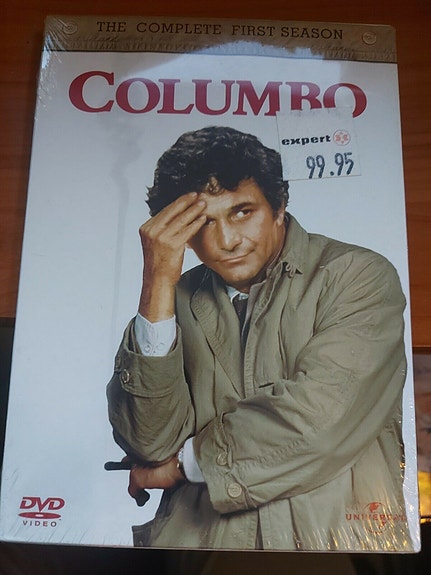 THE COMPLETE FIRST SEASON
COLUMBO
expert
99.95
DVD
VIDEO
UNIVERSAL